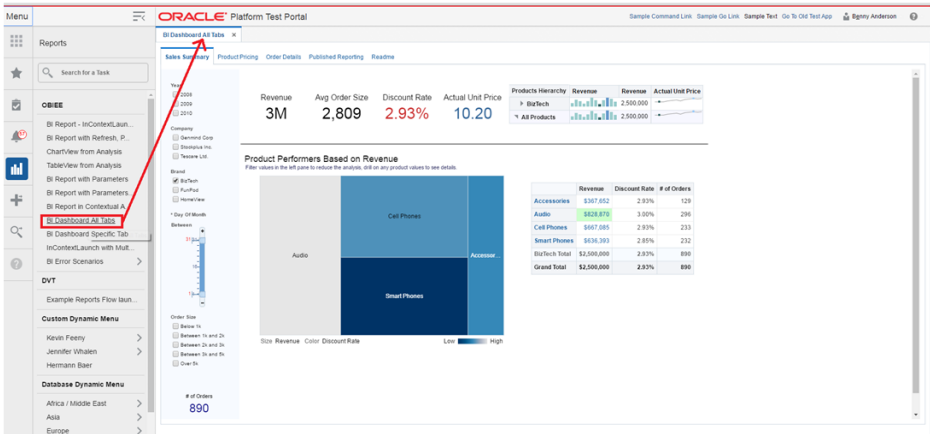 Menu
ORACLE® Platform Test Portal
Sample Command Link Sample Go Link Sample Text Go To Old Test App Benny Anderson
Reports
Search for a Task
OBIEE
BI Report - InContextLaun...
BI Report with Refresh, P...
ChartView from Analysis
TableView from Analysis
BI Report with Parameters
BI Report with Parameters...
BI Report in Contextual A...
BI Dashboard All Tabs
BI Dashboard Specific Tab
InContextLaunch with Mult...
BI Error Scenarios
DVT
Example Reports Flow laun...
Custom Dynamic Menu
Kevin Feeny
Jennifer Whalen
Hermann Baer
Database Dynamic Menu
Africa / Middle East
Asia
Europe
BI Dashboard All Tabs ×
Sales Summary Product Pricing Order Details Published Reporting Readme
Year
2008
2009
2010
Company
Genmind Corp
Stockplus Inc.
Tescare Ltd.
Brand
BizTech
FunPod
HomeView
* Day Of Month
Between
Order Size
Below 1k
Between 1k and 2k
Between 2k and 3k
Between 3k and 5k
Over 5k
# of Orders
890
Revenue Avg Order Size Discount Rate Actual Unit Price
3M 2,809 2.93% 10.20
Products Hierarchy Revenue Revenue Actual Unit Price
BizTech 2,500,000
All Products 2,500,000
Product Performers Based on Revenue
Filter values in the left pane to reduce the analysis, drill on any product values to see details.
Audio
Cell Phones
Smart Phones
Accessor...
Size Revenue Color Discount Rate Low High
Revenue Discount Rate # of Orders
Accessories $367,652 2.93% 129
Audio $828,870 3.00% 296
Cell Phones $667,085 2.93% 233
Smart Phones $636,393 2.85% 232
BizTech Total $2,500,000 2.93% 890
Grand Total $2,500,000 2.93% 890